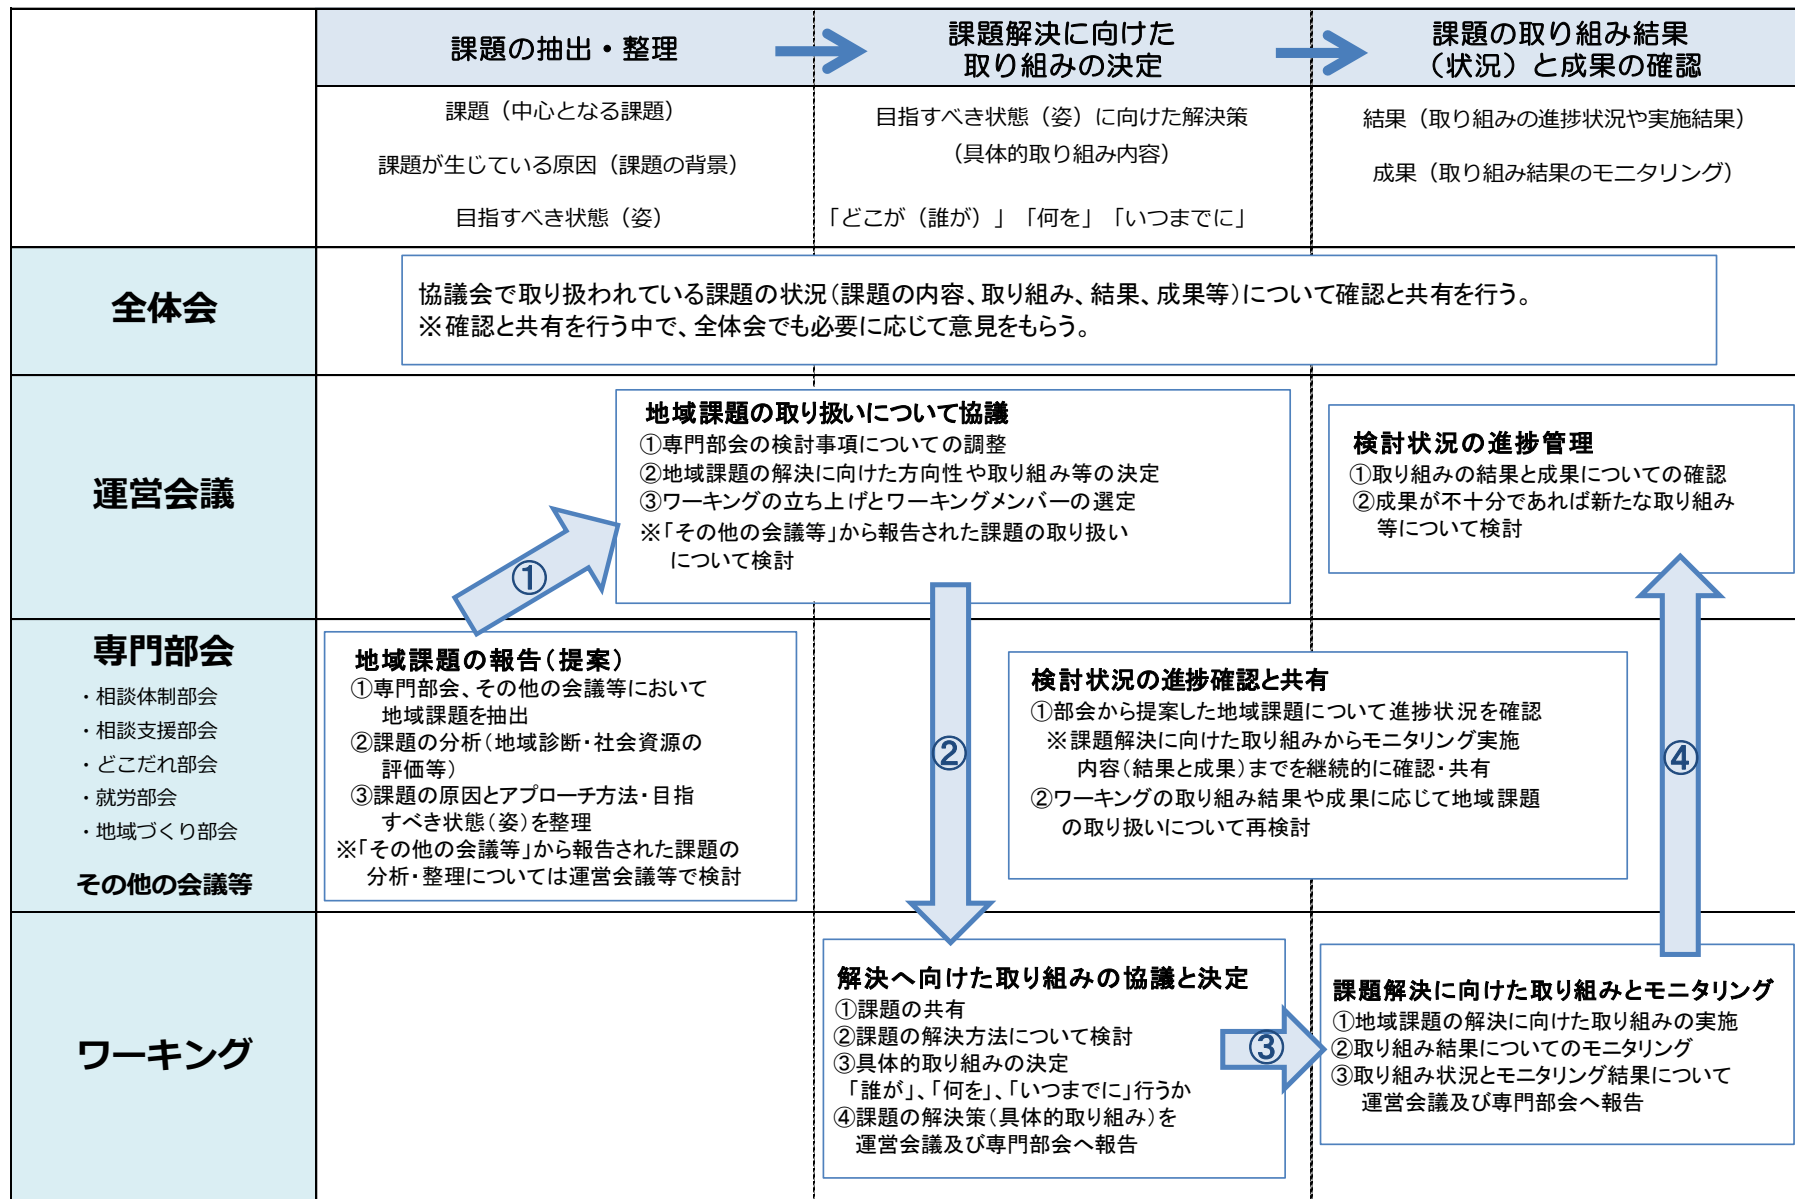 課題の抽出・整理
課題解決に向けた
取り組みの決定
課題の取り組み結果
（状況）と成果の確認
課題（中心となる課題）
課題が生じている原因（課題の背景）
目指すべき状態（姿）
目指すべき状態（姿）に向けた解決策
（具体的取り組み内容）
「どこが（誰が）」「何を」「いつまでに」
結果（取り組みの進捗状況や実施結果）
成果（取り組み結果のモニタリング）
全体会
協議会で取り扱われている課題の状況（課題の内容、取り組み、結果、成果等）について確認と共有を行う。
※確認と共有を行う中で、全体会でも必要に応じて意見をもらう。
運営会議
地域課題の取り扱いについて協議
①専門部会の検討事項についての調整
②地域課題の解決に向けた方向性や取り組み等の決定
③ワーキングの立ち上げとワーキングメンバーの選定
※「その他の会議等」から報告された課題の取り扱い
について検討
検討状況の進捗管理
①取り組みの結果と成果についての確認
②成果が不十分であれば新たな取り組み
等について検討
①
専門部会
・相談体制部会
・相談支援部会
・どこだれ部会
・就労部会
・地域づくり部会
その他の会議等
地域課題の報告（提案）
①専門部会、その他の会議等において
地域課題を抽出
②課題の分析（地域診断・社会資源の
評価等）
③課題の原因とアプローチ方法・目指
すべき状態（姿）を整理
※「その他の会議等」から報告された課題の
分析・整理については運営会議等で検討
②
検討状況の進捗確認と共有
①部会から提案した地域課題について進捗状況を確認
※課題解決に向けた取り組みからモニタリング実施
内容（結果と成果）までを継続的に確認・共有
②ワーキングの取り組み結果や成果に応じて地域課題
の取り扱いについて再検討
④
ワーキング
解決へ向けた取り組みの協議と決定
①課題の共有
②課題の解決方法について検討
③具体的取り組みの決定
「誰が」、「何を」、「いつまでに」行うか
④課題の解決策（具体的取り組み）を
運営会議及び専門部会へ報告
③
課題解決に向けた取り組みとモニタリング
①地域課題の解決に向けた取り組みの実施
②取り組み結果についてのモニタリング
③取り組み状況とモニタリング結果について
運営会議及び専門部会へ報告